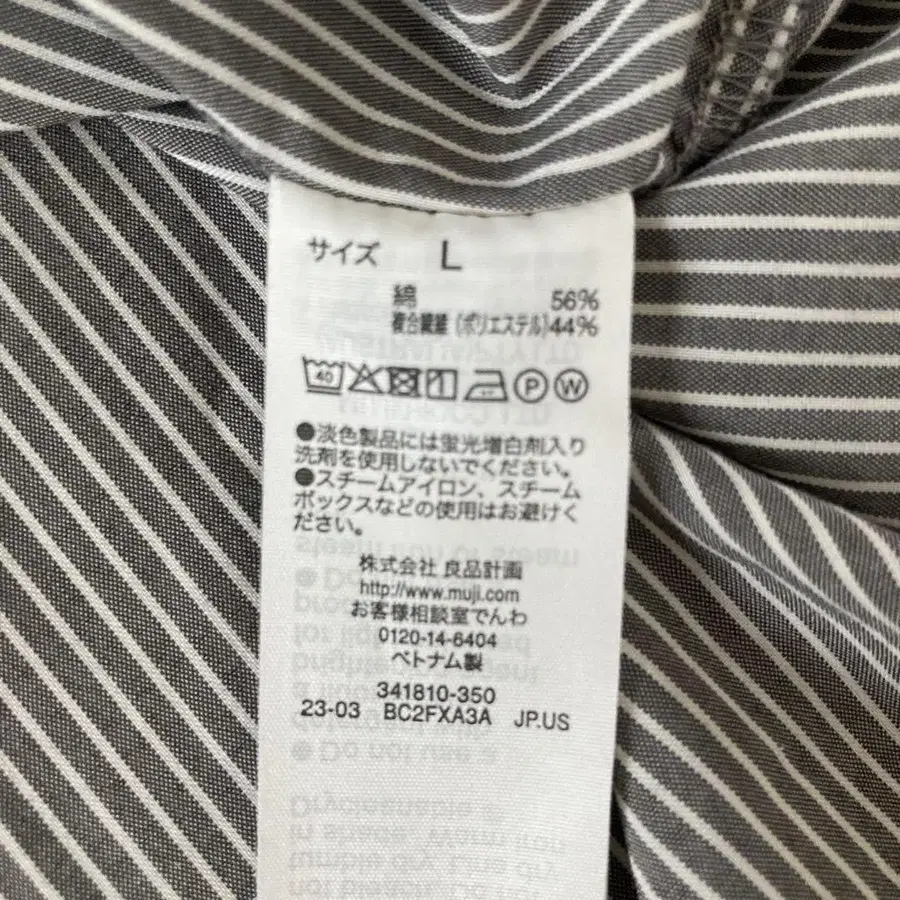 サイズ L
綿 56%
複合繊維 (ポリエステル)44%
40 P W
●淡色製品には蛍光増白剤入り
洗剤を使用しないでください。
●スチームアイロン、スチーム
ボックスなどの使用はお避けく
ださい。
株式会社 良品計画
http://www.muji.com
お客様相談室でんわ
0120-14-6404
ベトナム製
341810-350
23-03 BC2FXA3A JP.US